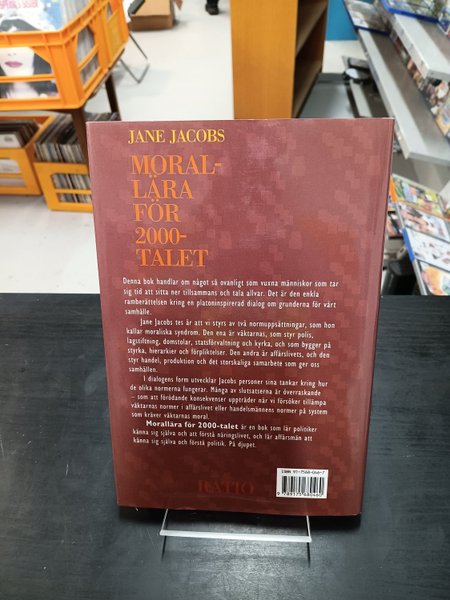 JANE JACOBS
MORAL-
LÄRA
FÖR
2000-
TALET
Denna bok handlar om något så ovanligt som vuxna människor som tar
sig tid att sitta ner tillsammans och tala allvar. Det är den enkla
ramberättelsen kring en platoninspirerad dialog om grunderna för vårt
samhälle.
Jane Jacobs tes är att vi styrs av två normuppsättningar, som hon
kallar moraliska syndrom. Den ena är väktarnas, som styr polis,
lagstiftning, domstolar, statsförvaltning och kyrka, och som bygger på
styrka, hierarkier och förpliktelser. Den andra är affärslivets, och den
styr handel, produktion och det storskaliga samarbete som ger oss
samhällen.
I dialogens form utvecklar Jacobs personer sina tankar kring hur
de olika normerna fungerar. Många av slutsatserna är överraskande
– som att förödande konsekvenser uppträder när vi försöker tillämpa
väktarnas normer i affärslivet eller handelsmännens normer på system
som kräver väktarnas moral.
Morallära för 2000-talet är en bok som lär politiker
känna sig själva och att förstå näringslivet, och lär affärsmän att
känna sig själva och förstå politik. På djupet.
ISBN 91-7568-046-7
9 789175 680460
RATIO